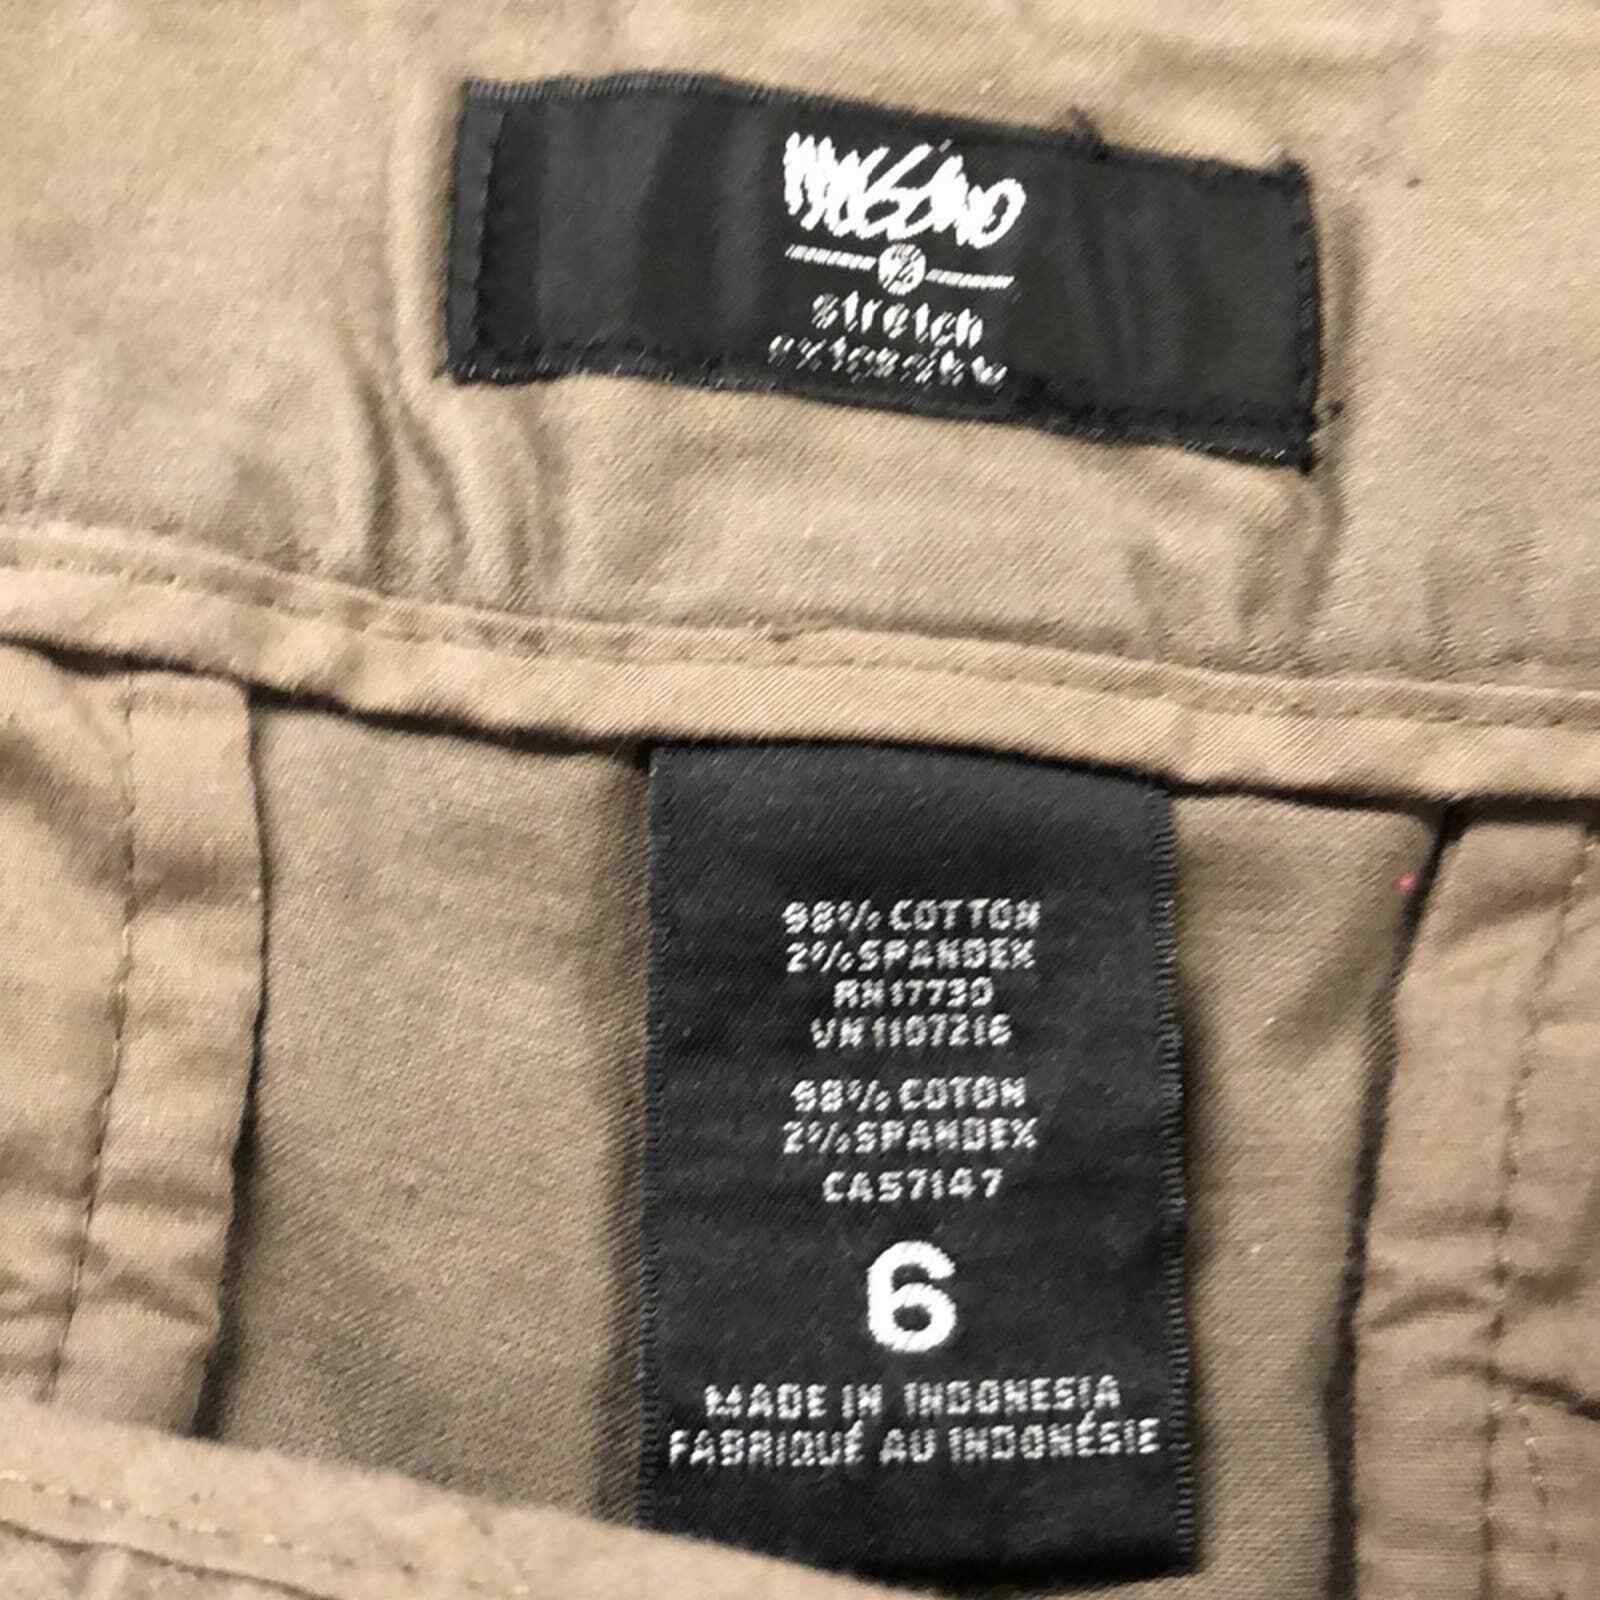 MOSSIMO
stretch
extensible
98% COTTON
2% SPANDEX
RN17730
VN1107216
98% COTON
2% SPANDEX
CA57147
6
MADE IN INDONESIA
FABRIQUÉ AU INDONÉSIE